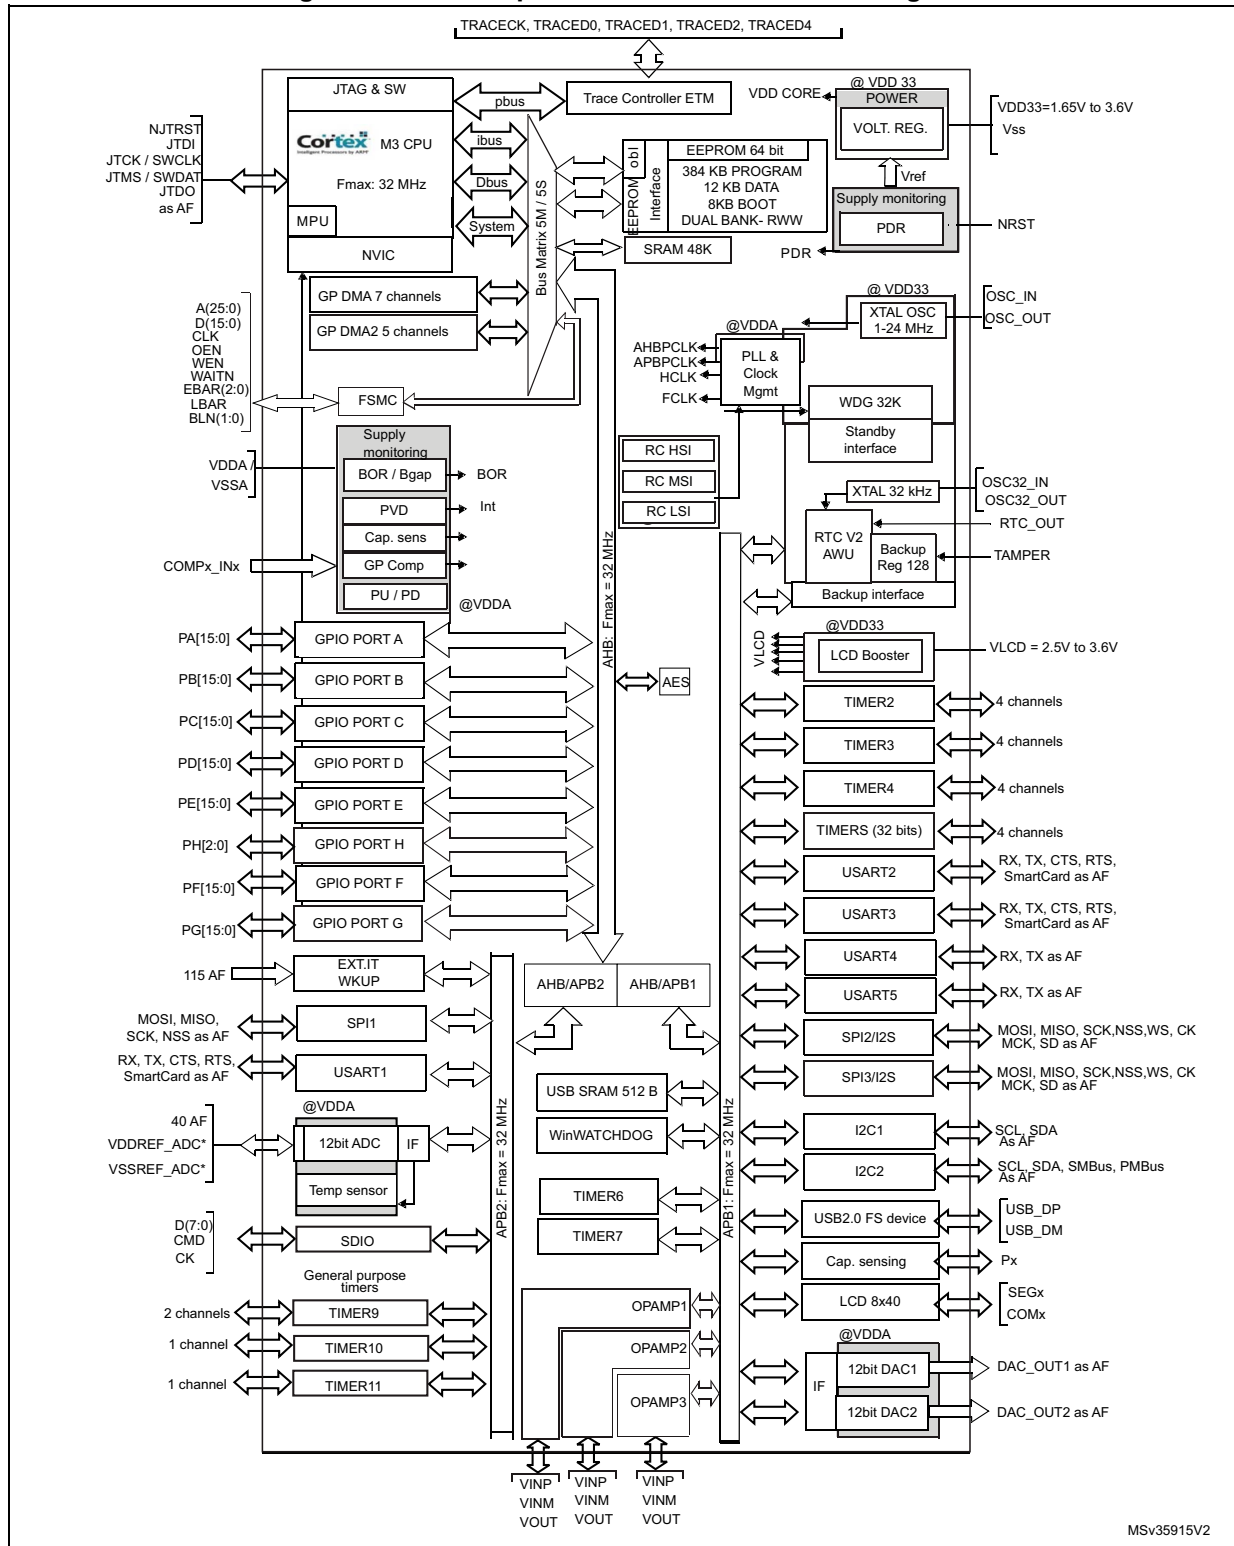 TRACECK, TRACED0, TRACED1, TRACED2, TRACED4
JTAG & SW
pbus
Trace Controller ETM
VDD CORE
@ VDD 33
POWER
VOLT. REG.
VDD33=1.65V to 3.6V
Vss
NJTRST
JTDI
JTCK / SWCLK
JTMS / SWDAT
JTDO
as AF
Cortex
Intelligent Processors by ARM
M3 CPU
Fmax: 32 MHz
MPU
NVIC
ibus
Dbus
System
Bus Matrix 5M / 5S
EEPROM obl
Interface
EEPROM 64 bit
384 KB PROGRAM
12 KB DATA
8KB BOOT
DUAL BANK- RWW
SRAM 48K
Vref
Supply monitoring
PDR
NRST
PDR
GP DMA 7 channels
GP DMA2 5 channels
A(25:0)
D(15:0)
CLK
OEN
WEN
WAITN
EBAR(2:0)
LBAR
BLN(1:0)
FSMC
@ VDD33
XTAL OSC
1-24 MHz
OSC_IN
OSC_OUT
@VDDA
AHBPCLK
APBPCLK
HCLK
FCLK
PLL &
Clock
Mgmt
WDG 32K
Standby
interface
RC HSI
RC MSI
RC LSI
VDDA /
VSSA
Supply
monitoring
BOR / Bgap
BOR
PVD
Int
Cap. sens
GP Comp
PU / PD
@VDDA
COMPx_INx
XTAL 32 kHz
OSC32_IN
OSC32_OUT
RTC V2
AWU
RTC_OUT
Backup
Reg 128
TAMPER
Backup interface
AHB: Fmax = 32 MHz
PA[15:0]
GPIO PORT A
PB[15:0]
GPIO PORT B
PC[15:0]
GPIO PORT C
PD[15:0]
GPIO PORT D
PE[15:0]
GPIO PORT E
PH[2:0]
GPIO PORT H
PF[15:0]
GPIO PORT F
PG[15:0]
GPIO PORT G
AES
@VDD33
VLCD
LCD Booster
VLCD = 2.5V to 3.6V
TIMER2
4 channels
TIMER3
4 channels
TIMER4
4 channels
TIMERS (32 bits)
4 channels
USART2
RX, TX, CTS, RTS,
SmartCard as AF
USART3
RX, TX, CTS, RTS,
SmartCard as AF
USART4
RX, TX as AF
USART5
RX, TX as AF
SPI2/I2S
MOSI, MISO, SCK,NSS,WS, CK
MCK, SD as AF
SPI3/I2S
MOSI, MISO, SCK,NSS,WS, CK
MCK, SD as AF
I2C1
SCL, SDA
As AF
I2C2
SCL, SDA, SMBus, PMBus
As AF
USB2.0 FS device
USB_DP
USB_DM
Cap. sensing
Px
LCD 8x40
SEGx
COMx
@VDDA
IF
12bit DAC1
DAC_OUT1 as AF
12bit DAC2
DAC_OUT2 as AF
115 AF
EXT.IT
WKUP
AHB/APB2
AHB/APB1
MOSI, MISO,
SCK, NSS as AF
SPI1
RX, TX, CTS, RTS,
SmartCard as AF
USART1
USB SRAM 512 B
WinWATCHDOG
@VDDA
40 AF
VDDREF_ADC*
VSSREF_ADC*
12bit ADC
IF
Temp sensor
APB2: Fmax = 32 MHz
APB1: Fmax = 32 MHz
TIMER6
TIMER7
D(7:0)
CMD
CK
SDIO
General purpose
timers
2 channels
TIMER9
1 channel
TIMER10
1 channel
TIMER11
OPAMP1
OPAMP2
OPAMP3
VINP
VINM
VOUT
VINP
VINM
VOUT
VINP
VINM
VOUT
MSv35915V2